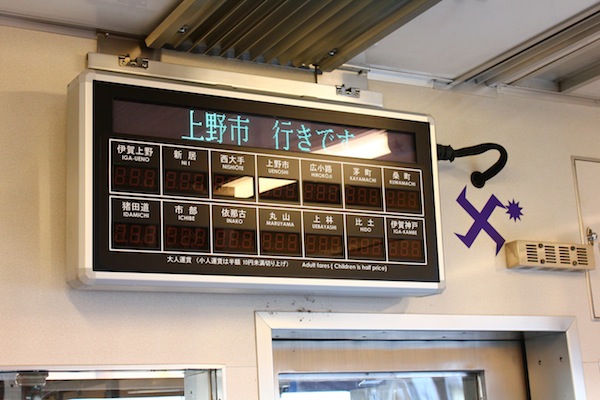 上野市 行きです
伊賀上野 新居 西大手 上野市 広小路 茅町 桑町
IGA-UENO NII NISHIOTE UENOSHI HIROKOJI KAYAMACHI KUWAMACHI
猪田道 市部 依那古 丸山 上林 比土 伊賀神戸
IDAMICHI ICHIBE INAKO MARUYAMA UEBAYASHI HIDO IGA-KAMBE
大人運賃 (小人運賃は半額 10円未満切り上げ) Adult fares ( Children is half price)